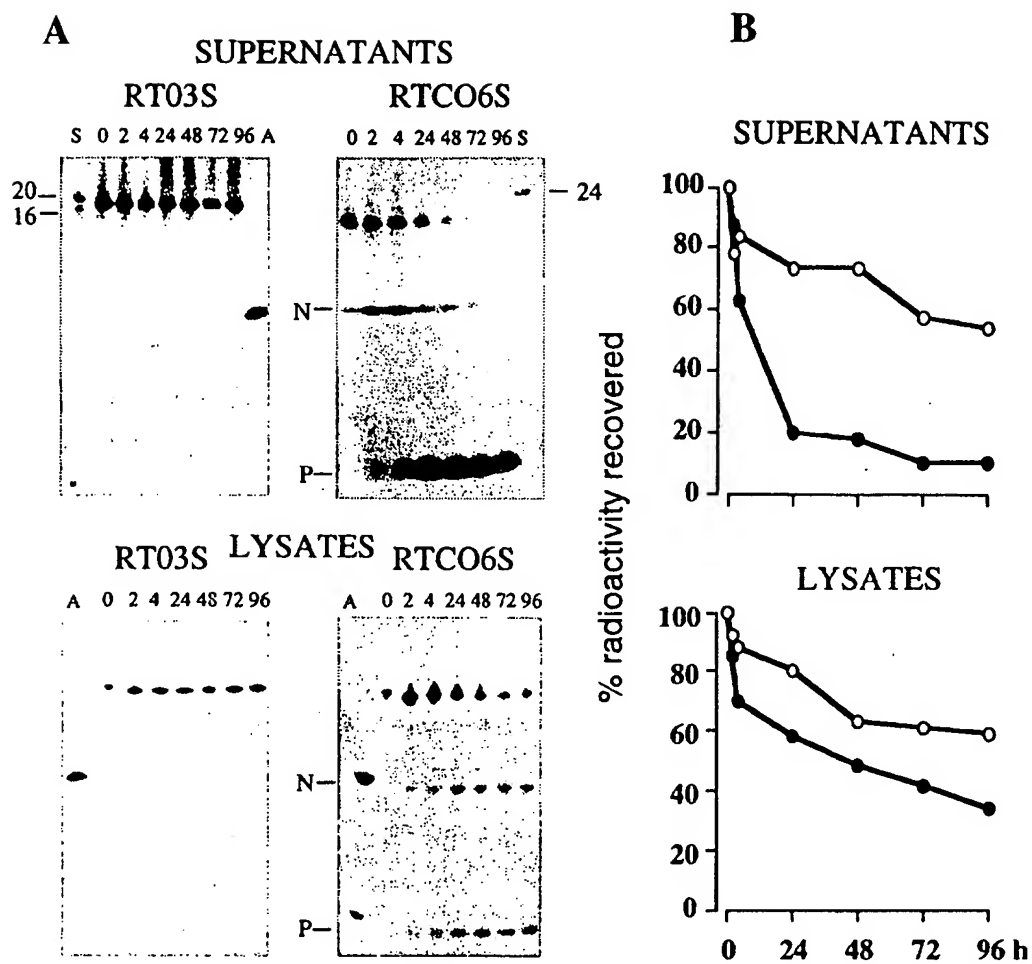 A
SUPERNATANTS
RT03S
RTCO6S
S 0 2 4 24 48 72 96 A
0 2 4 24 48 72 96 S
20
16
24
N
P
LYSATES
RT03S
RTCO6S
A 0 2 4 24 48 72 96
A 0 2 4 24 48 72 96
N
P
B
% radioactivity recovered
SUPERNATANTS
100
80
60
40
20
0
LYSATES
100
80
60
40
20
0
0 24 48 72 96 h